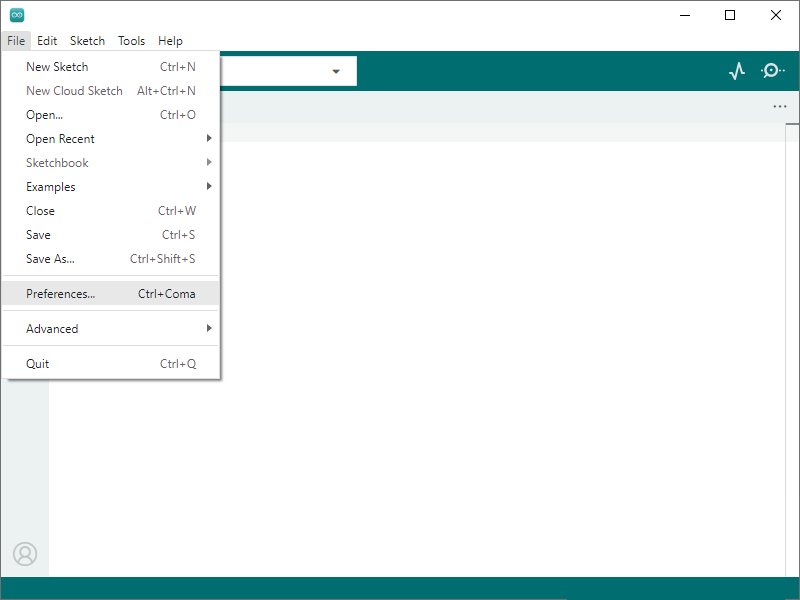 File Edit Sketch Tools Help
New Sketch Ctrl+N
New Cloud Sketch Alt+Ctrl+N
Open... Ctrl+O
Open Recent
Sketchbook
Examples
Close Ctrl+W
Save Ctrl+S
Save As... Ctrl+Shift+S
Preferences... Ctrl+Coma
Advanced
Quit Ctrl+Q